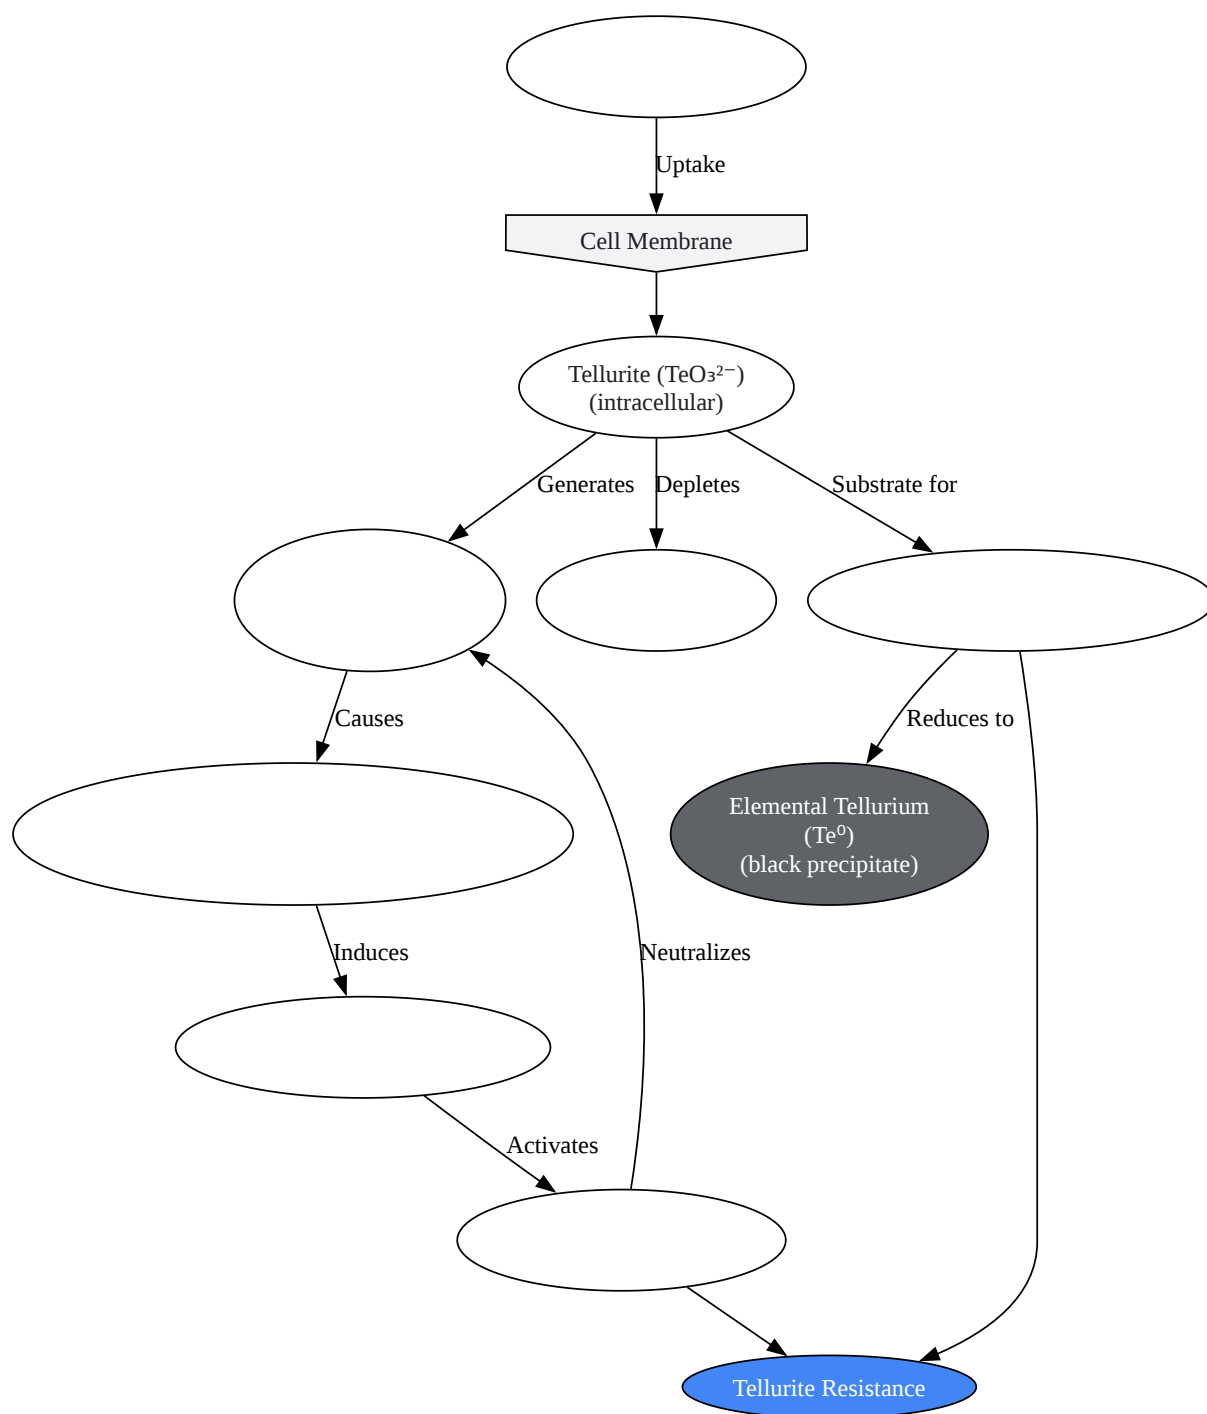 Uptake
Cell Membrane
Tellurite (TeO₃²⁻)
(intracellular)
Generates
Depletes
Substrate for
Causes
Reduces to
Elemental Tellurium
(Te⁰)
(black precipitate)
Induces
Neutralizes
Activates
Tellurite Resistance